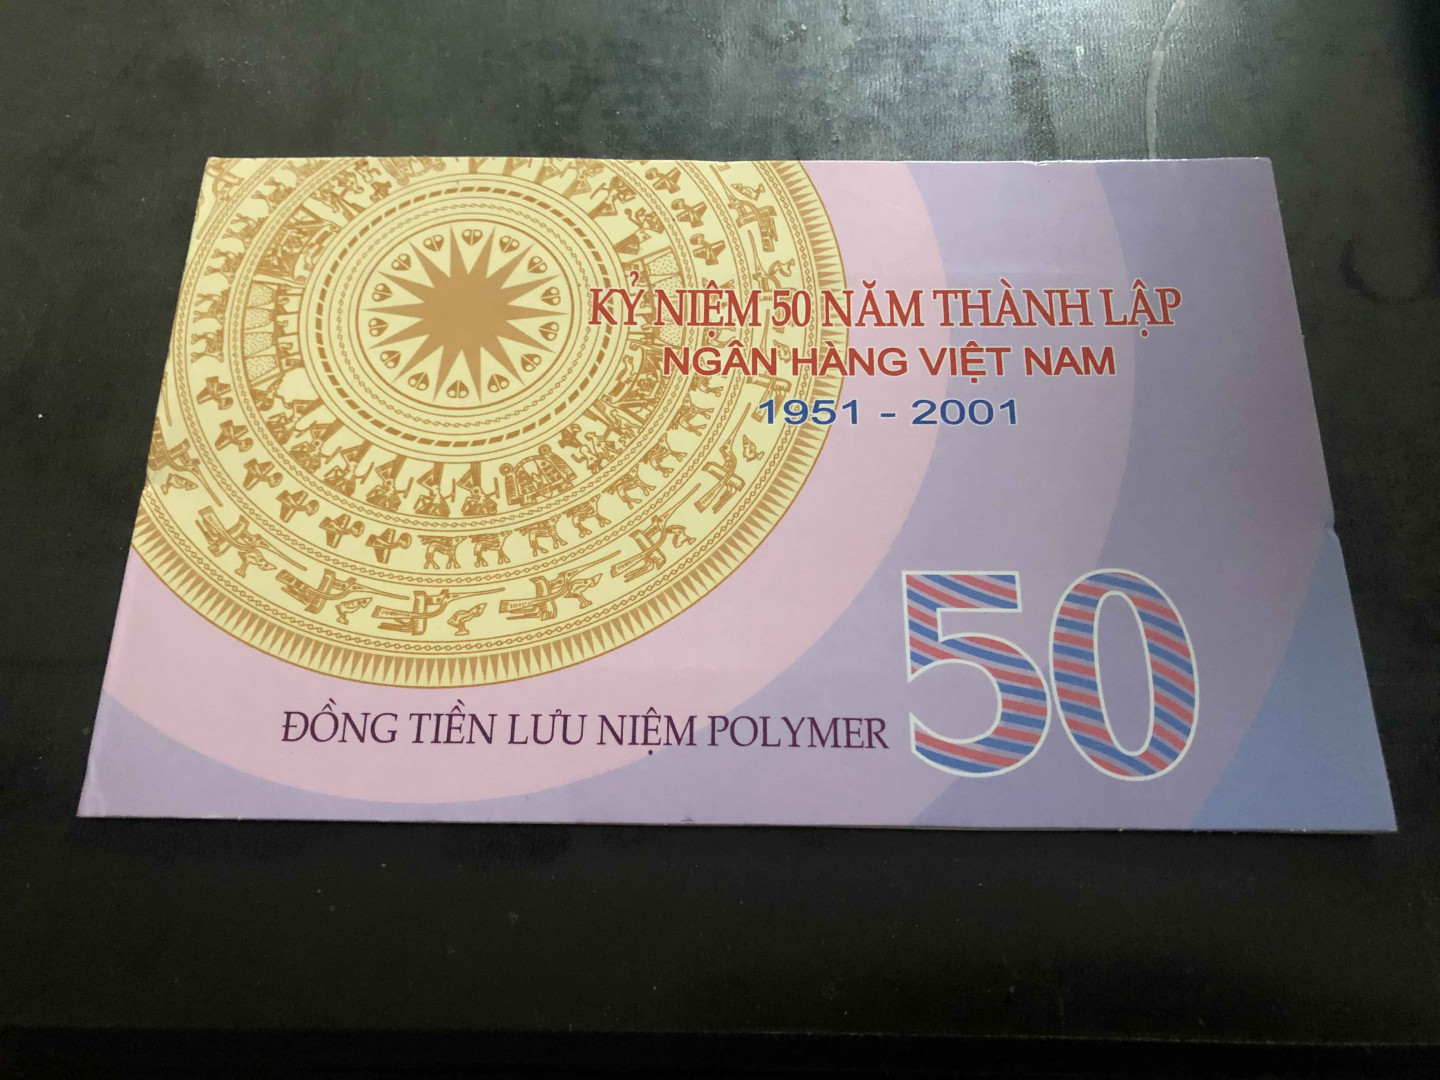 KỶ NIỆM 50 NĂM THÀNH LẬP
NGÂN HÀNG VIỆT NAM
1951 - 2001
ĐỒNG TIỀN LƯU NIỆM POLYMER
50